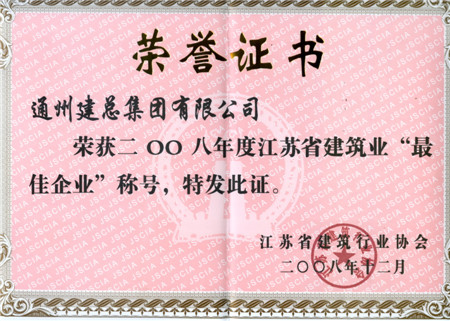 荣誉证书
通州建总集团有限公司
荣获二OO八年度江苏省建筑业“最
佳企业”称号，特发此证。
江苏省建筑行业协会
二〇〇八年十二月